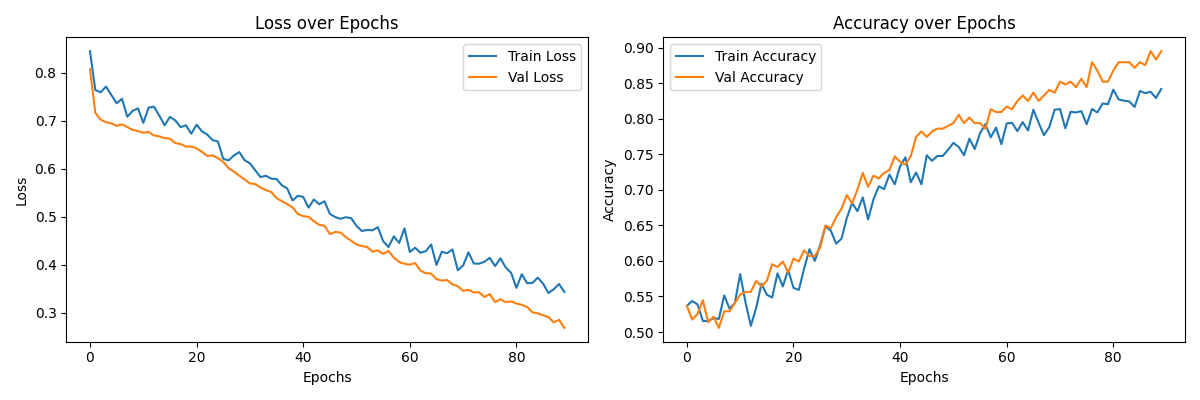 Loss over Epochs
Train Loss
Val Loss
0.8
0.7
0.6
0.5
0.4
0.3
Loss
0
20
40
60
80
Epochs
Accuracy over Epochs
Train Accuracy
Val Accuracy
0.90
0.85
0.80
0.75
0.70
0.65
0.60
0.55
0.50
Accuracy
0
20
40
60
80
Epochs